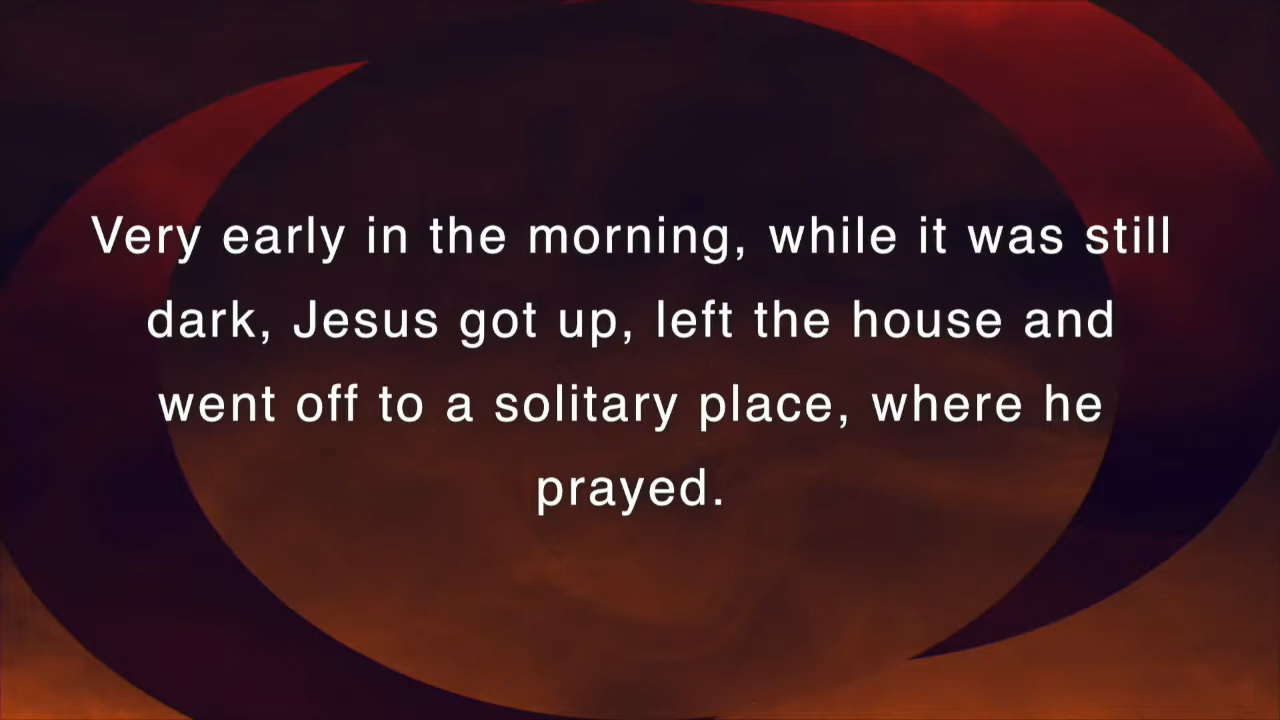 Very early in the morning, while it was still
dark, Jesus got up, left the house and
went off to a solitary place, where he
prayed.